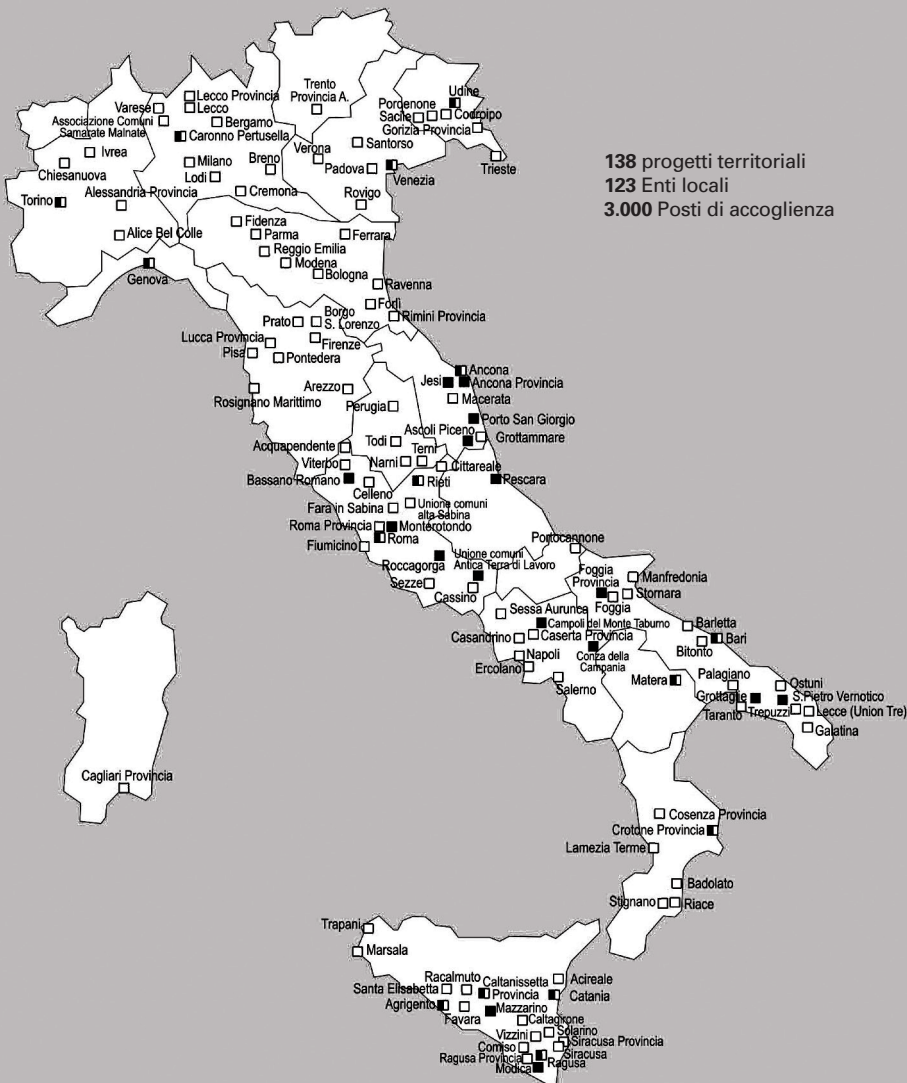 Lecco Provincia
Lecco
Varese
Associazione Comuni
Samarate Malnate
Bergamo
Caronno Pertusella
Trento
Provincia A.
Udine
Pordenone
Sacile
Codroipo
Gorizia Provincia
Trieste
Ivrea
Chiesanuova
Milano
Lodi
Breno
Verona
Santorso
Padova
Venezia
Torino
Alessandria Provincia
Cremona
Rovigo
Alice Bel Colle
Genova
Fidenza
Parma
Reggio Emilia
Modena
Bologna
Ferrara
Ravenna
Forlì
Rimini Provincia
138 progetti territoriali
123 Enti locali
3.000 Posti di accoglienza
Prato
Borgo
S. Lorenzo
Lucca Provincia
Firenze
Pisa
Pontedera
Rosignano Marittimo
Arezzo
Ancona
Jesi
Ancona Provincia
Macerata
Perugia
Porto San Giorgio
Ascoli Piceno
Grottammare
Acquapendente
Todi
Terni
Viterbo
Narni
Cittareale
Bassano Romano
Celleno
Rieti
Pescara
Fara in Sabina
Unione comuni
alta Sabina
Roma Provincia
Monterotondo
Roma
Fiumicino
Roccagorga
Unione comuni
Antica Terra di Lavoro
Sezze
Cassino
Portocannone
Foggia
Provincia
Manfredonia
Stornara
Foggia
Sessa Aurunca
Campoli del Monte Taburno
Casandrino
Caserta Provincia
Barletta
Bari
Bitonto
Napoli
Conza della
Campania
Ercolano
Salerno
Matera
Palagiano
Ostuni
Grottaglie
S.Pietro Vernotico
Taranto
Trepuzzi
Lecce (Union Tre)
Galatina
Cagliari Provincia
Cosenza Provincia
Crotone Provincia
Lamezia Terme
Badolato
Stignano
Riace
Trapani
Marsala
Racalmuto
Caltanissetta
Provincia
Santa Elisabetta
Acireale
Catania
Agrigento
Favara
Mazzarino
Caltagirone
Vizzini
Solarino
Siracusa Provincia
Comiso
Siracusa
Ragusa Provincia
Ragusa
Modica